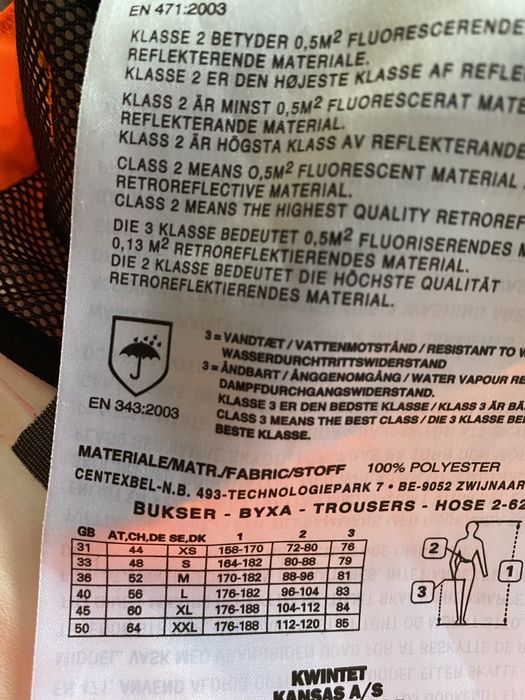 EN 471:2003
KLASSE 2 BETYDER 0,5M² FLUORESCERENDE
REFLEKTERENDE MATERIALE.
KLASSE 2 ER DEN HØJESTE KLASSE AF REFLE
KLASS 2 ÄR MINST 0,5M² FLUORESCERAT MATE
REFLEKTERANDE MATERIAL.
KLASS 2 ÄR HÖGSTA KLASS AV REFLEKTERANDE
CLASS 2 MEANS 0,5M² FLUORESCENT MATERIAL
RETROREFLECTIVE MATERIAL.
CLASS 2 MEANS THE HIGHEST QUALITY RETROREF
DIE 3 KLASSE BEDEUTET 0,5M² FLUORISERENDES M
0,13 M² RETROREFLEKTIERENDES MATERIAL.
DIE 2 KLASSE BEDEUTET DIE HÖCHSTE QUALITÄT
RETROREFLEKTIERENDES MATERIAL.
3 = VANDTÆT / VATTENMOTSTÅND / RESISTANT TO W
WASSERDURCHTRITTSWIDERSTAND
3 = ÅNDBART / ÅNGGENOMGÅNG / WATER VAPOUR RE
DAMPFDURCHGANGSWIDERSTAND.
KLASSE 3 ER DEN BEDSTE KLASSE / KLASS 3 ÄR BÄ
CLASS 3 MEANS THE BEST CLASS / DIE 3 KLASSE BE
BESTE KLASSE.
EN 343:2003
MATERIALE/MATR./FABRIC/STOFF 100% POLYESTER
CENTEXBEL-N.B. 493-TECHNOLOGIEPARK 7 • BE-9052 ZWIJNAAR
BUKSER - BYXA - TROUSERS - HOSE 2-62
GB AT,CH,DE SE,DK 1 2 3
31 44 XS 158-170 72-80 76
33 48 S 164-182 80-88 79
36 52 M 170-182 88-96 81
40 56 L 176-182 96-104 83
45 60 XL 176-188 104-112 84
50 64 XXL 176-188 112-120 85
2
1
3
KWINTET
KANSAS A/S